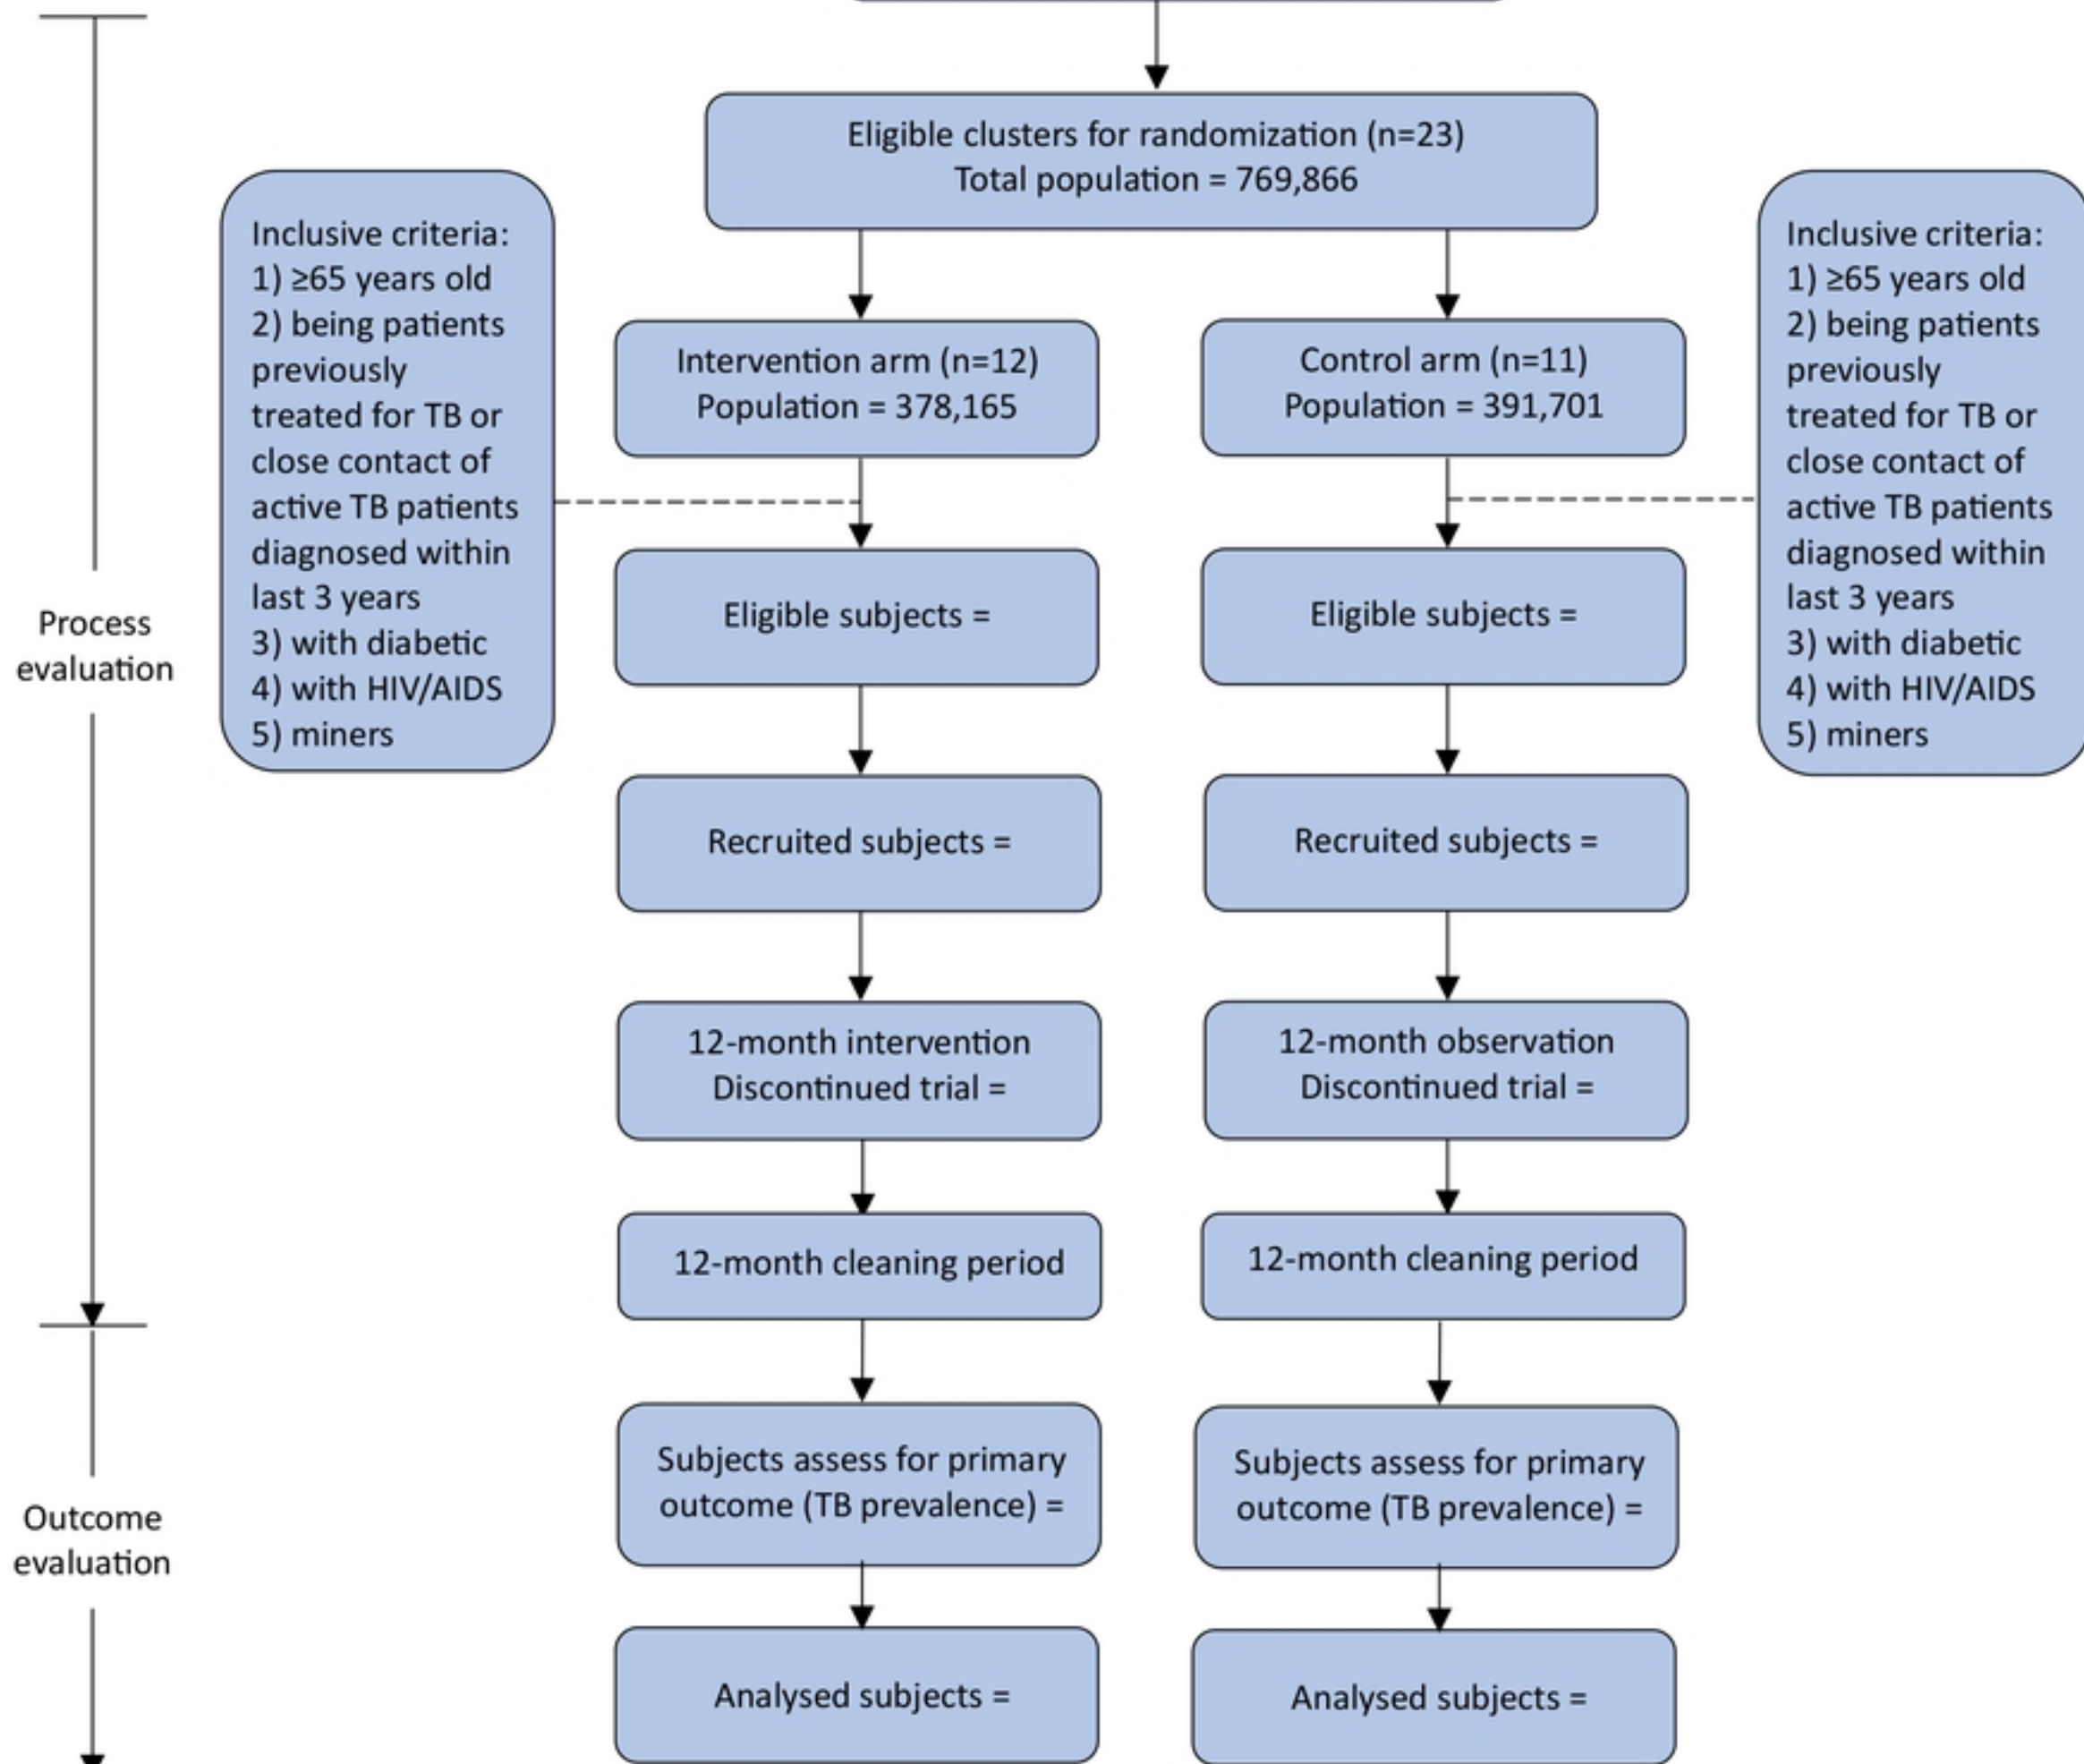 Eligible clusters for randomization (n=23)
Total population = 769,866
Inclusive criteria:
1) ≥65 years old
2) being patients
previously
treated for TB or
close contact of
active TB patients
diagnosed within
last 3 years
3) with diabetic
4) with HIV/AIDS
5) miners
Inclusive criteria:
1) ≥65 years old
2) being patients
previously
treated for TB or
close contact of
active TB patients
diagnosed within
last 3 years
3) with diabetic
4) with HIV/AIDS
5) miners
Intervention arm (n=12)
Population = 378,165
Control arm (n=11)
Population = 391,701
Process
evaluation
Eligible subjects =
Eligible subjects =
Recruited subjects =
Recruited subjects =
12-month intervention
Discontinued trial =
12-month observation
Discontinued trial =
12-month cleaning period
12-month cleaning period
Outcome
evaluation
Subjects assess for primary
outcome (TB prevalence) =
Subjects assess for primary
outcome (TB prevalence) =
Analysed subjects =
Analysed subjects =